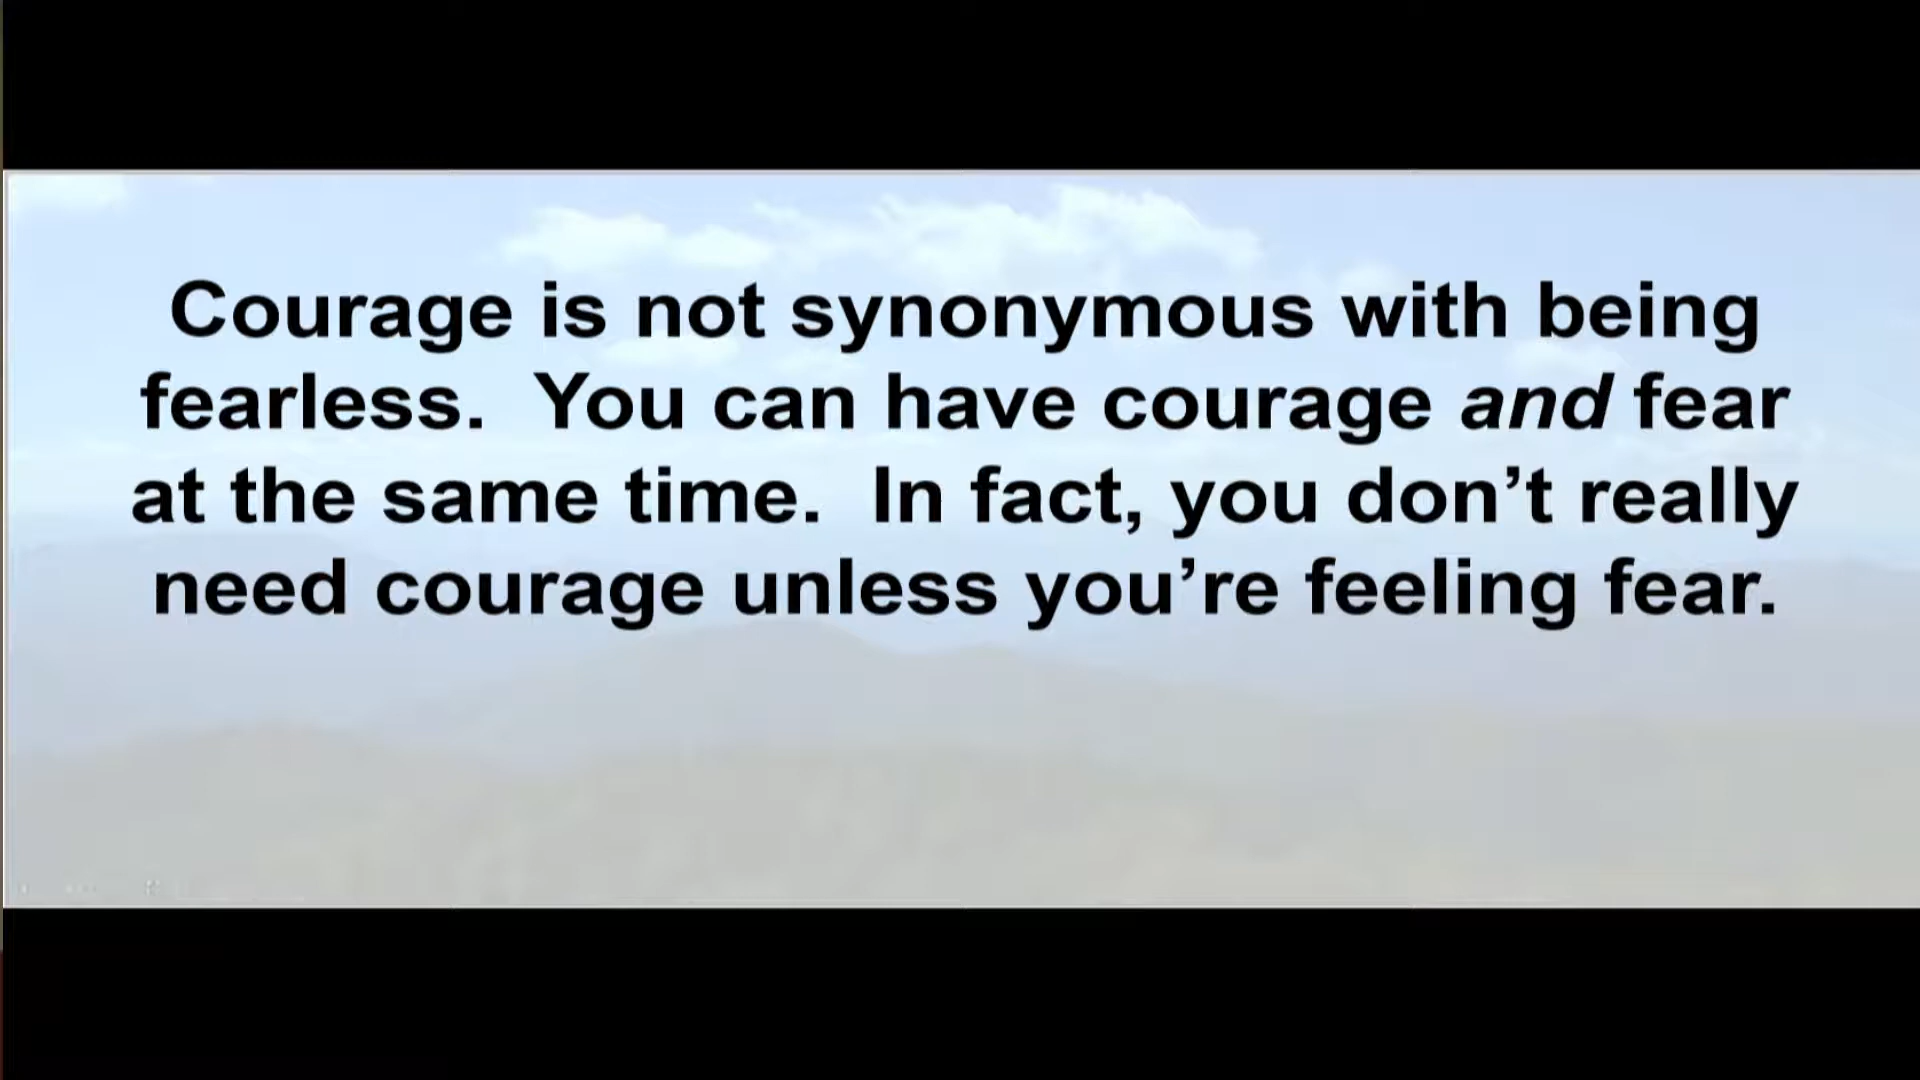 Courage is not synonymous with being
fearless.  You can have courage and fear
at the same time.  In fact, you don’t really
need courage unless you’re feeling fear.